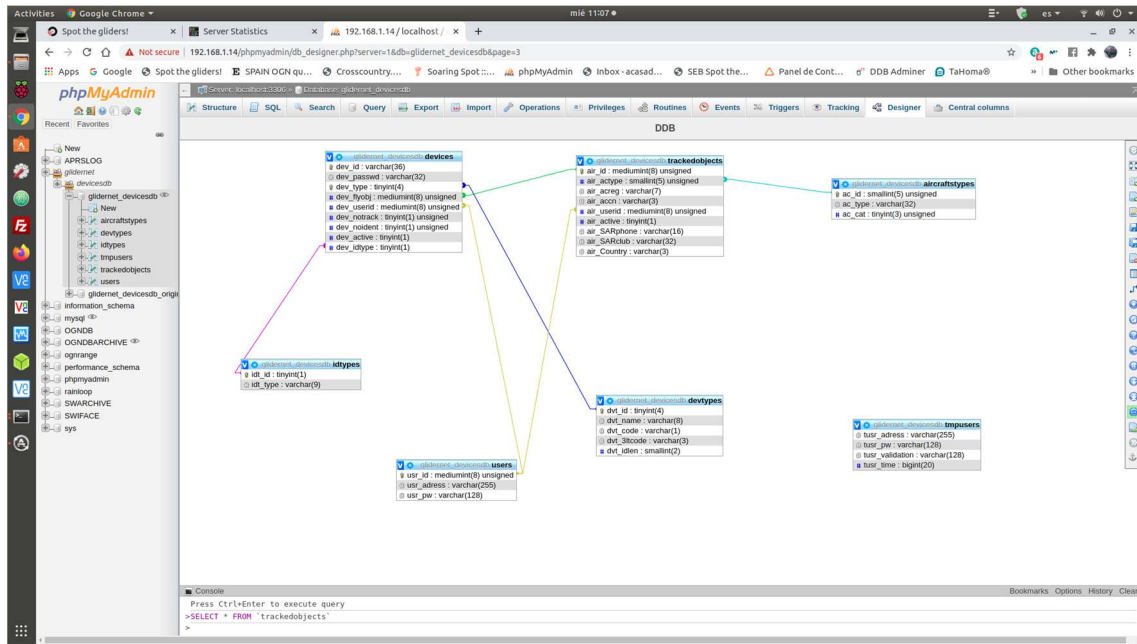 Activities Google Chrome mié 11:07 es
Spot the gliders! × Server Statistics × 192.168.1.14 / localhost / × +
Not secure | 192.168.1.14/phpmyadmin/db_designer.php?server=1&db=glidernet_devicesdb&page=3
Apps Google Spot the gliders! SPAIN OGN qu... Crosscountry.... Soaring Spot ::... phpMyAdmin Inbox - acasad... SEB Spot the... Panel de Cont... DDB Adminer TaHoma® » Other bookmarks
phpMyAdmin
Server: localhost:3306 » Database: glidernet_devicesdb
Structure SQL Search Query Export Import Operations Privileges Routines Events Triggers Tracking Designer Central columns
Recent Favorites
DDB
New
APRSLOG
glidernet
devicesdb
glidernet_devicesdb
New
aircraftstypes
devtypes
idtypes
tmpusers
trackedobjects
users
glidernet_devicesdb_origin
information_schema
mysql
OGNDB
OGNDBARCHIVE
ognrange
performance_schema
phpmyadmin
rainloop
SWARCHIVE
SWIFACE
sys
glidernet_devicesdb devices
dev_id : varchar(36)
dev_passwd : varchar(32)
dev_type : tinyint(4)
dev_flyobj : mediumint(8) unsigned
dev_userid : mediumint(8) unsigned
dev_notrack : tinyint(1) unsigned
dev_noident : tinyint(1) unsigned
dev_active : tinyint(1)
dev_idtype : tinyint(1)
glidernet_devicesdb trackedobjects
air_id : mediumint(8) unsigned
air_actype : smallint(5) unsigned
air_acreg : varchar(7)
air_accn : varchar(3)
air_userid : mediumint(8) unsigned
air_active : tinyint(1)
air_SARphone : varchar(16)
air_SARclub : varchar(32)
air_Country : varchar(3)
glidernet_devicesdb aircraftstypes
ac_id : smallint(5) unsigned
ac_type : varchar(32)
ac_cat : tinyint(3) unsigned
glidernet_devicesdb idtypes
idt_id : tinyint(1)
idt_type : varchar(9)
glidernet_devicesdb devtypes
dvt_id : tinyint(4)
dvt_name : varchar(8)
dvt_code : varchar(1)
dvt_3ltcode : varchar(3)
dvt_idlen : smallint(2)
glidernet_devicesdb tmpusers
tusr_adress : varchar(255)
tusr_pw : varchar(128)
tusr_validation : varchar(128)
tusr_time : bigint(20)
glidernet_devicesdb users
usr_id : mediumint(8) unsigned
usr_adress : varchar(255)
usr_pw : varchar(128)
Console Bookmarks Options History Clear
Press Ctrl+Enter to execute query
>SELECT * FROM `trackedobjects`
>